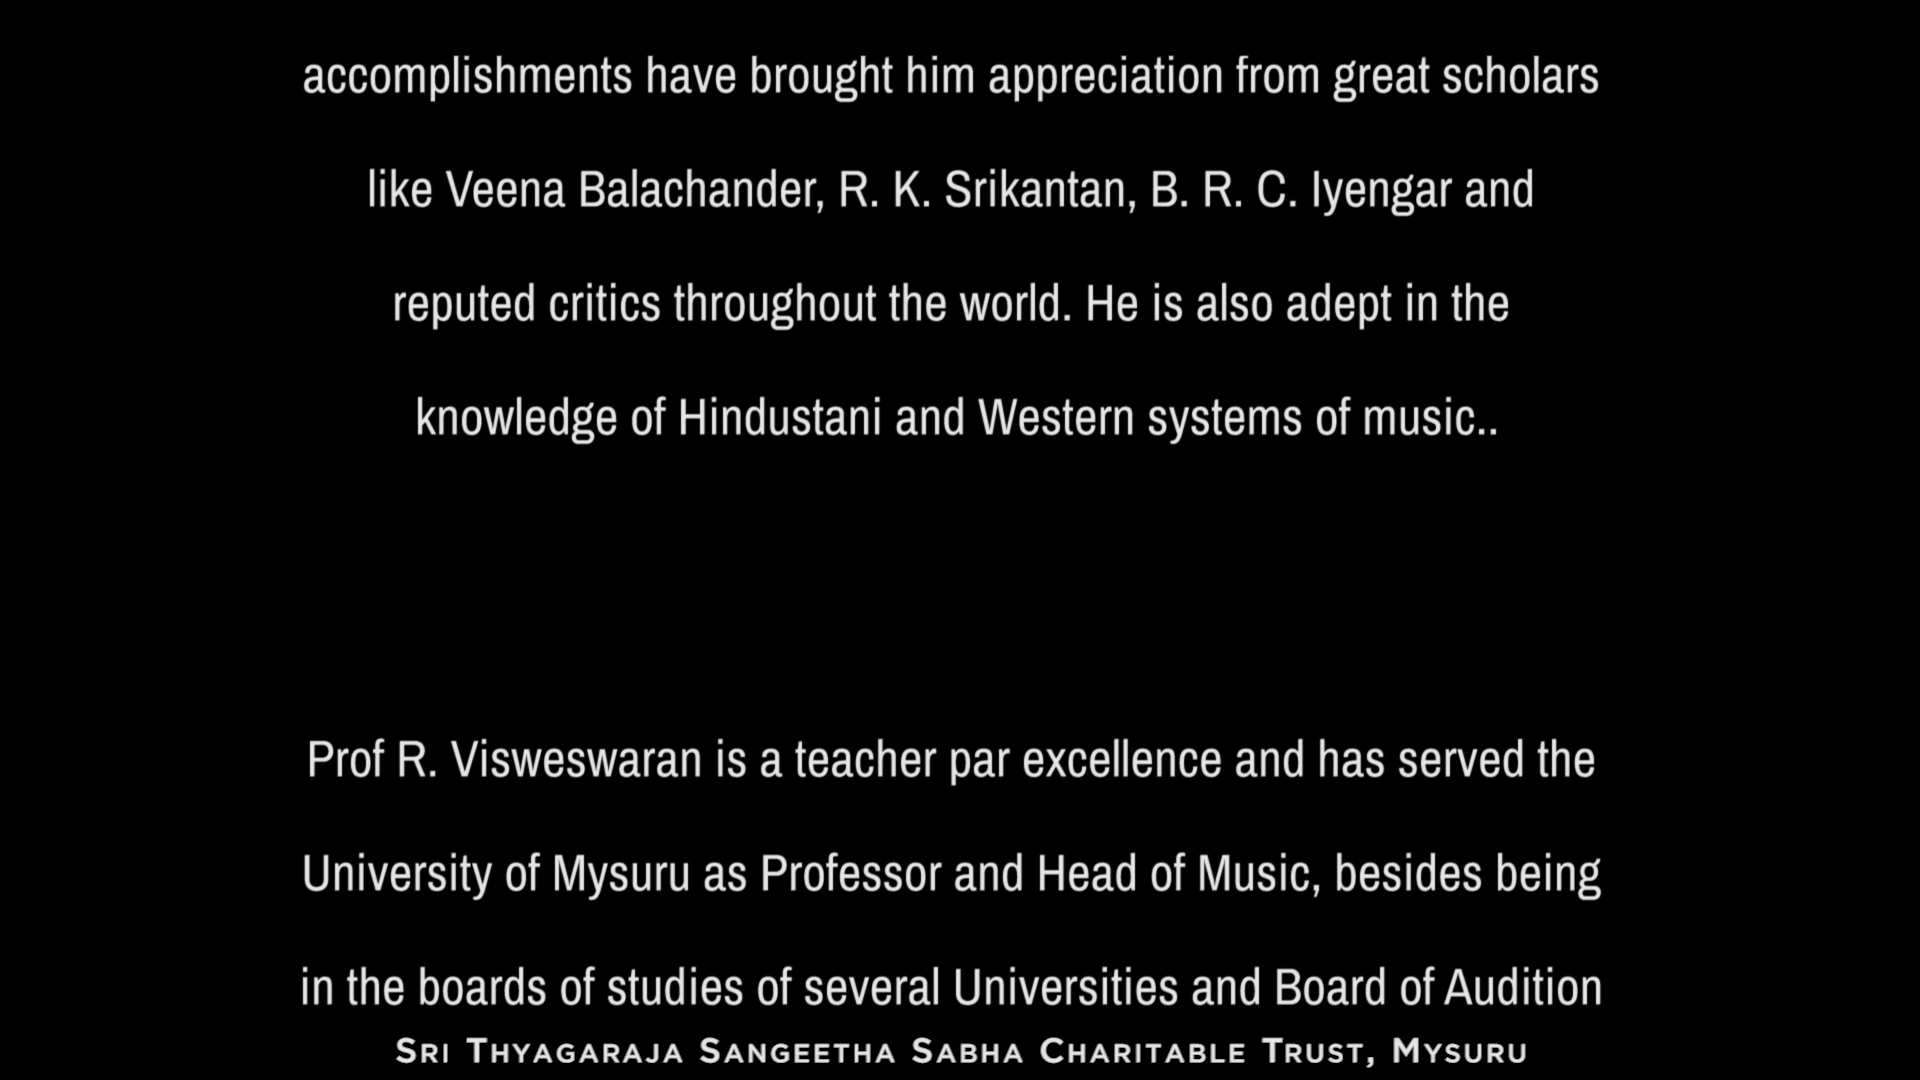 accomplishments have brought him appreciation from great scholars
like Veena Balachander, R. K. Srikantan, B. R. C. Iyengar and
reputed critics throughout the world. He is also adept in the
knowledge of Hindustani and Western systems of music..
Prof R. Visweswaran is a teacher par excellence and has served the
University of Mysuru as Professor and Head of Music, besides being
in the boards of studies of several Universities and Board of Audition
Sri Thyagaraja Sangeetha Sabha Charitable Trust, Mysuru